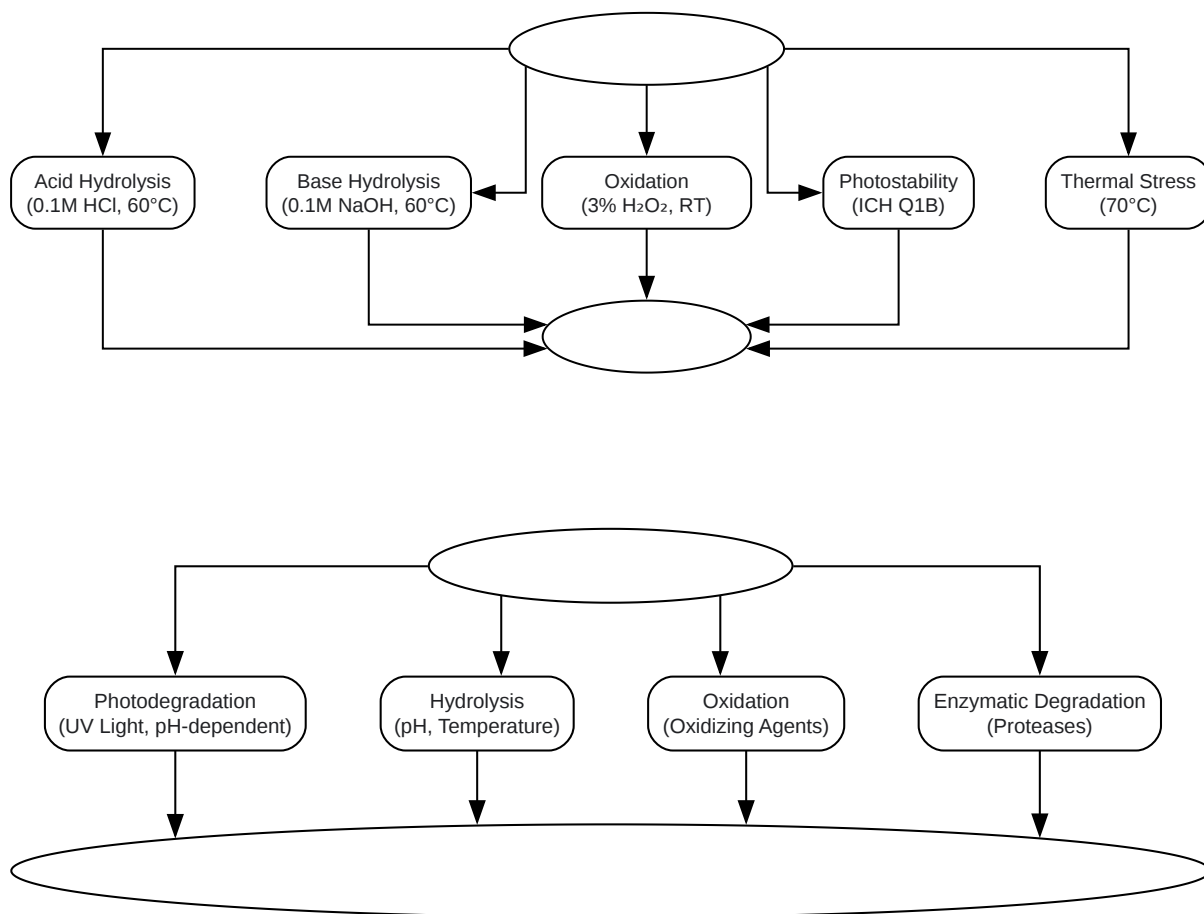 Acid Hydrolysis
(0.1M HCl, 60°C)
Base Hydrolysis
(0.1M NaOH, 60°C)
Oxidation
(3% H₂O₂, RT)
Photostability
(ICH Q1B)
Thermal Stress
(70°C)
Photodegradation
(UV Light, pH-dependent)
Hydrolysis
(pH, Temperature)
Oxidation
(Oxidizing Agents)
Enzymatic Degradation
(Proteases)